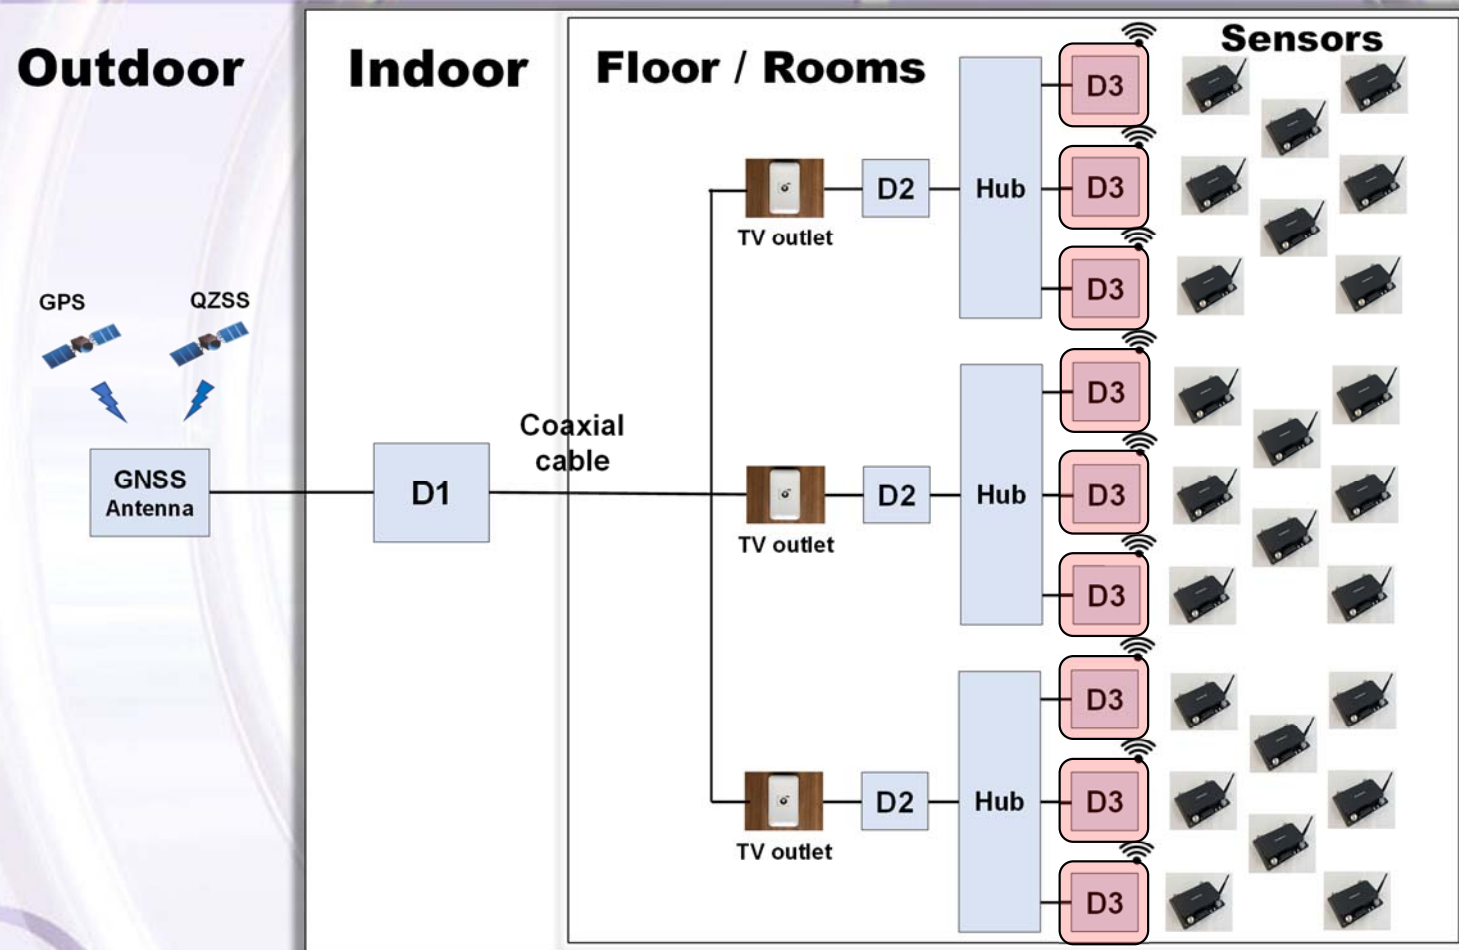 Outdoor
Indoor
Floor / Rooms
Sensors
GPS
QZSS
GNSS
Antenna
D1
Coaxial
cable
TV outlet
D2
Hub
D3
D3
D3
TV outlet
D2
Hub
D3
D3
D3
TV outlet
D2
Hub
D3
D3
D3